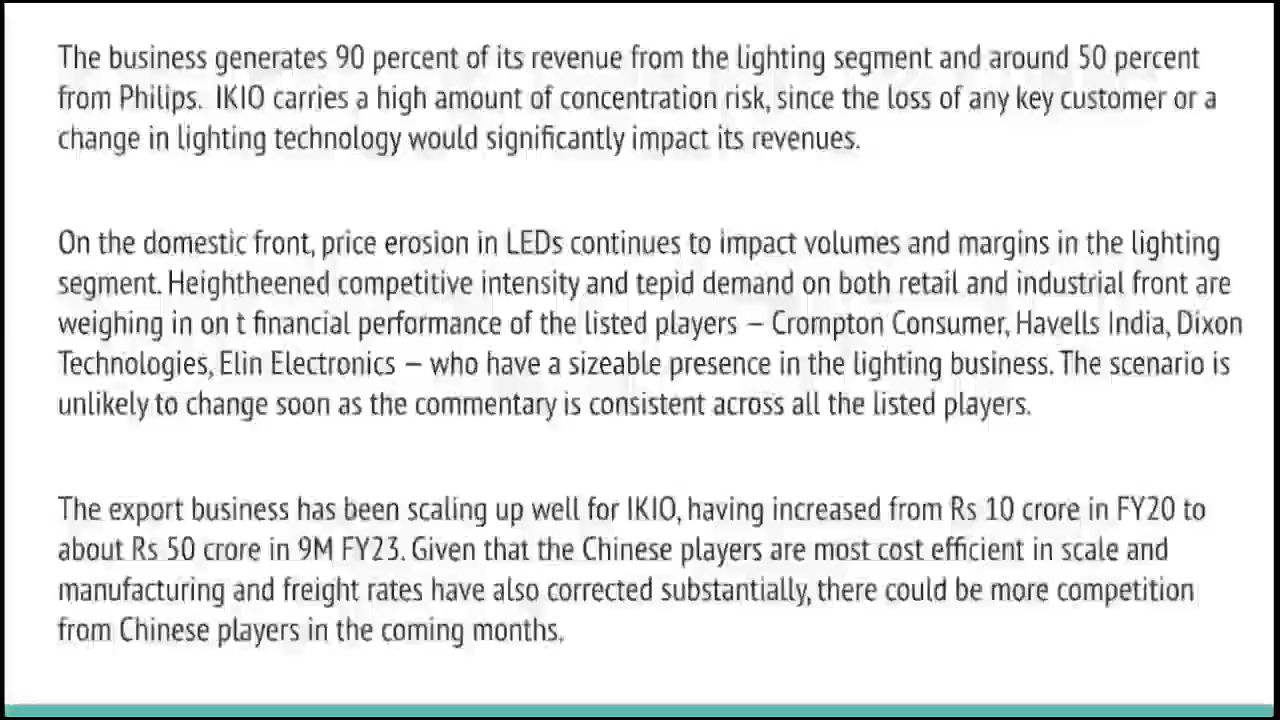 The business generates 90 percent of its revenue from the lighting segment and around 50 percent
from Philips.  IKIO carries a high amount of concentration risk, since the loss of any key customer or a
change in lighting technology would significantly impact its revenues.
On the domestic front, price erosion in LEDs continues to impact volumes and margins in the lighting
segment. Heightheened competitive intensity and tepid demand on both retail and industrial front are
weighing in on t financial performance of the listed players – Crompton Consumer, Havells India, Dixon
Technologies, Elin Electronics – who have a sizeable presence in the lighting business. The scenario is
unlikely to change soon as the commentary is consistent across all the listed players.
The export business has been scaling up well for IKIO, having increased from Rs 10 crore in FY20 to
about Rs 50 crore in 9M FY23. Given that the Chinese players are most cost efficient in scale and
manufacturing and freight rates have also corrected substantially, there could be more competition
from Chinese players in the coming months.